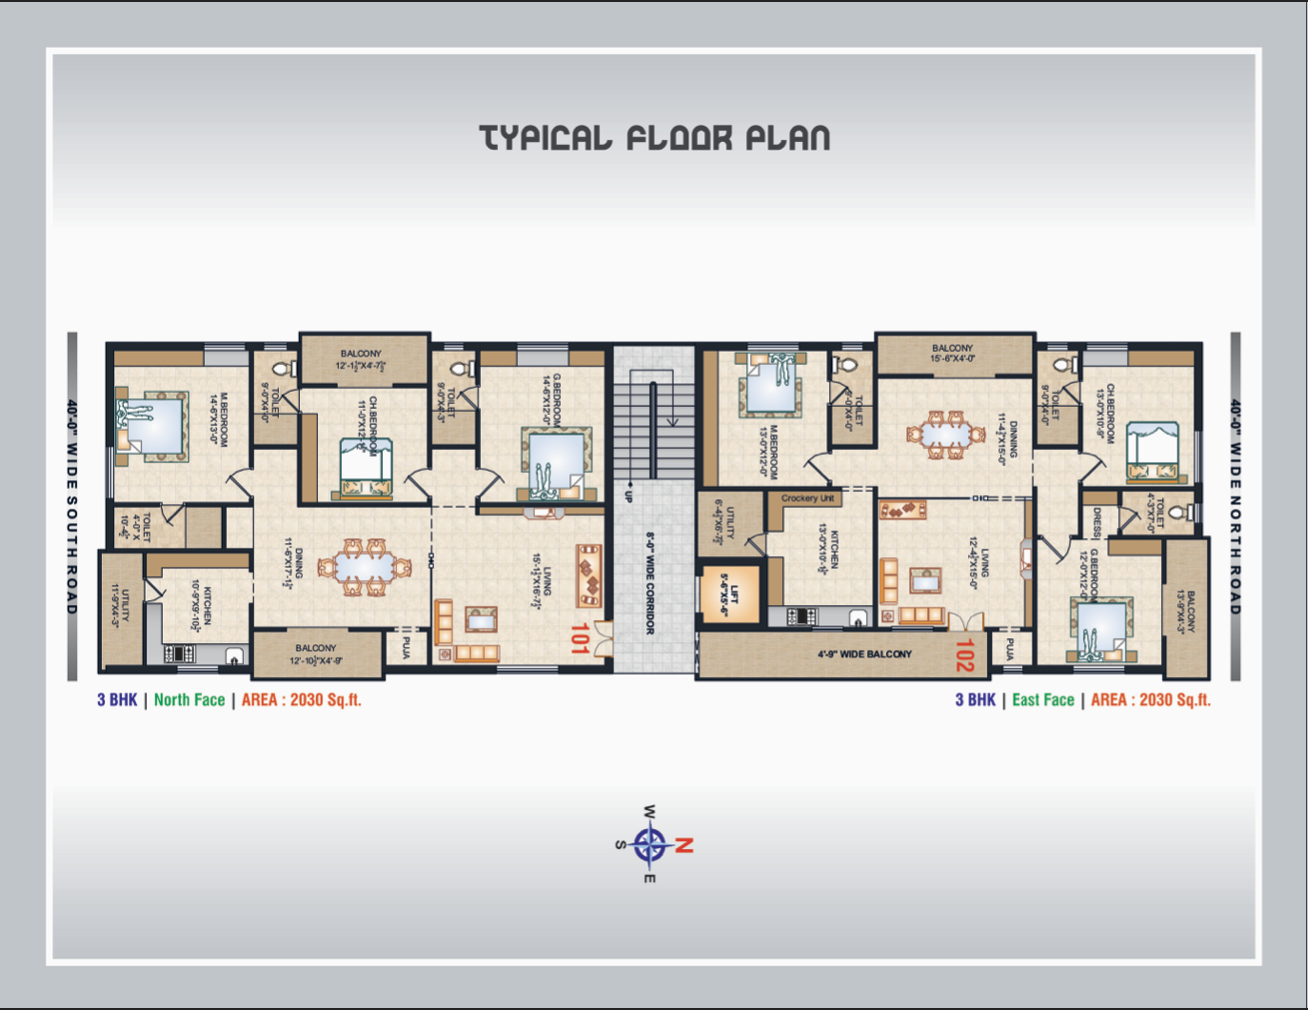 TYPICAL FLOOR PLAN
40'-0" WIDE SOUTH ROAD
M.BEDROOM
14'-6"X13'-0"
TOILET
9'-0"X4'-0"
BALCONY
12'-1½"X4'-7½"
CH.BEDROOM
TOILET
9'-0"X4'-3"
G.BEDROOM
14'-6"X12'-0"
TOILET
4'-0" X
UTILITY
11'-9"X4'-3"
KITCHEN
10'-9"X9'-10½"
DINING
11'-6"X17'-1½"
BALCONY
12'-10½"X4'-9"
PUJA
LIVING
15'-1½"X16'-7½"
101
UP
8'-0" WIDE CORRIDOR
M.BEDROOM
13'-0"X12'-0"
TOILET
9'-0"X4'-0"
BALCONY
15'-6"X4'-0"
DINNING
11'-4½"X15'-0"
TOILET
9'-0"X4'-0"
CH.BEDROOM
13'-0"X10'-9"
UTILITY
6'-4½"X6'-7½"
Crockery Unit
KITCHEN
13'-0"X10'-½"
LIFT
5'-6"X5'-6"
LIVING
12'-4½"X15'-0"
DRESS
TOILET
4'-3"X7'-0"
G.BEDROOM
12'-0"X12'-0"
BALCONY
13'-9"X4'-3"
4'-9" WIDE BALCONY
102
PUJA
40'-0" WIDE NORTH ROAD
3 BHK | North Face | AREA : 2030 Sq.ft.
3 BHK | East Face | AREA : 2030 Sq.ft.
W
S
N
E